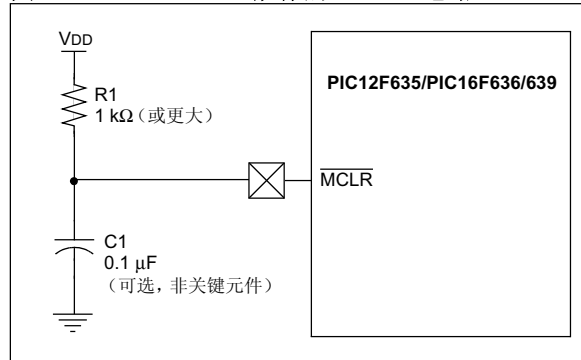 VDD
R1
1 kΩ（或更大）
PIC12F635/PIC16F636/639
MCLR
C1
0.1 μF
（可选，非关键元件）